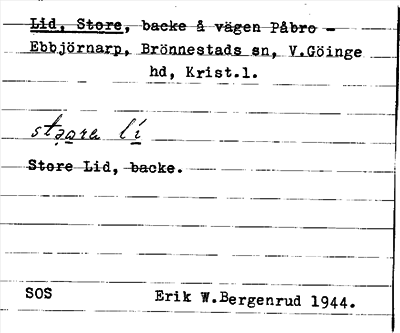 Lid, Store, backe å vägen Påbro -
Ebbjörnarp, Brönnestads sn, V.Göinge
hd, Krist.l.
Store Lid, backe.
SOS Erik W.Bergenrud 1944.